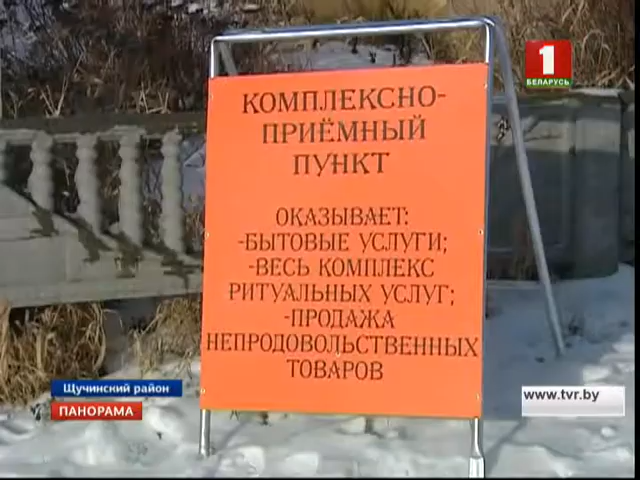 1
БЕЛАРУСЬ
КОМПЛЕКСНО-
ПРИЁМНЫЙ
ПУНКТ
ОКАЗЫВАЕТ:
-БЫТОВЫЕ УСЛУГИ;
-ВЕСЬ КОМПЛЕКС
РИТУАЛЬНЫХ УСЛУГ;
-ПРОДАЖА
НЕПРОДОВОЛЬСТВЕННЫХ
ТОВАРОВ
Щучинский район
ПАНОРАМА
www.tvr.by